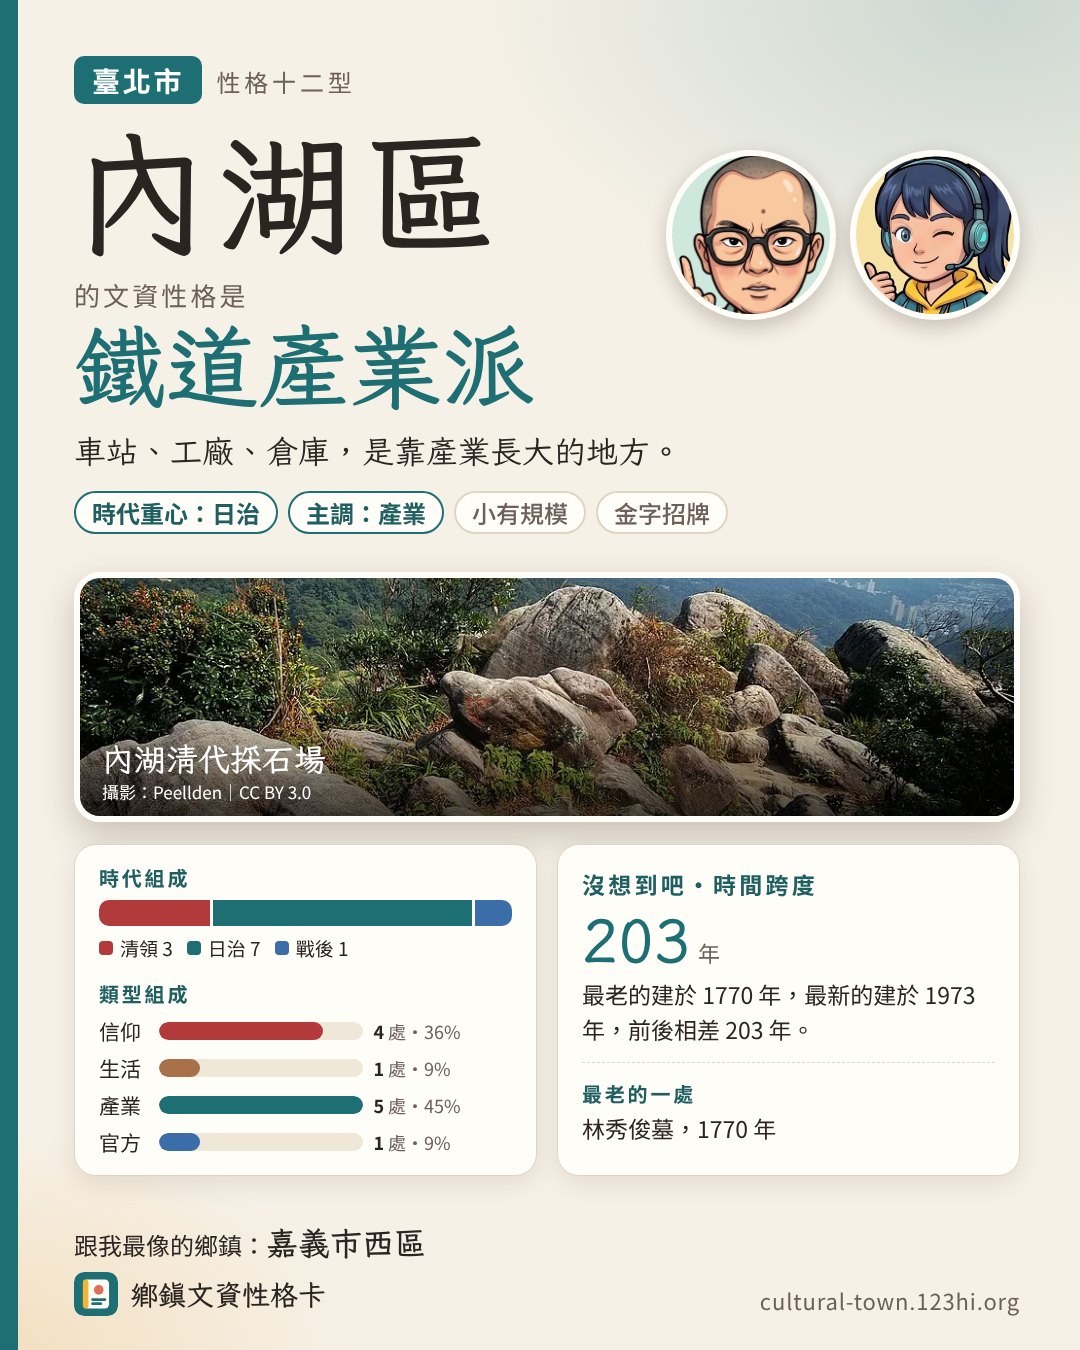 臺北市 性格十二型
內湖區
的文資性格是
鐵道產業派
車站、工廠、倉庫，是靠產業長大的地方。
時代重心：日治 主調：產業 小有規模 金字招牌
內湖清代採石場
攝影：Peellden｜CC BY 3.0
時代組成
清領 3 日治 7 戰後 1
類型組成
信仰 4 處・36%
生活 1 處・9%
產業 5 處・45%
官方 1 處・9%
沒想到吧・時間跨度
203 年
最老的建於 1770 年，最新的建於 1973
年，前後相差 203 年。
最老的一處
林秀俊墓，1770 年
跟我最像的鄉鎮：嘉義市西區
鄉鎮文資性格卡
cultural-town.123hi.org